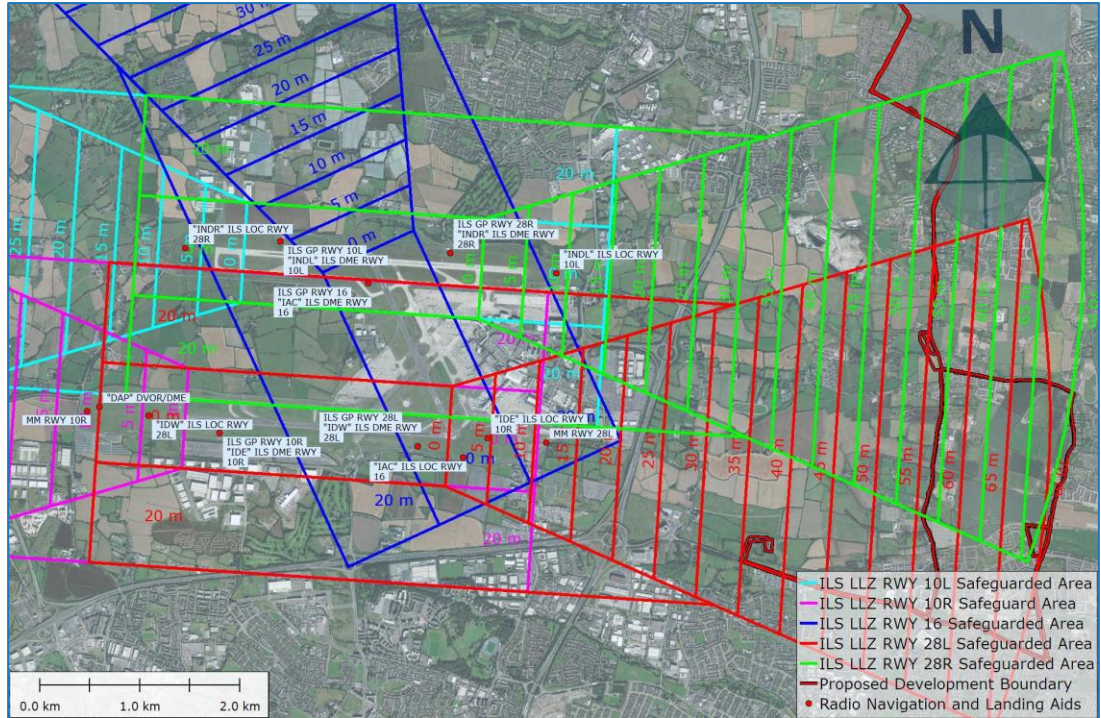 30 m
25 m
20 m
15 m
10 m
5 m
0 m
N
20 m
20 m
25 m
20 m
15 m
10 m
5
0 m
"INDR" ILS LOC RWY
28R
ILS GP RWY 10L
"INDL" ILS DME RWY
10L
ILS GP RWY 28R
"INDR" ILS DME RWY
28R
"INDL" ILS LOC RWY
10L
ILS GP RWY 16
"IAC" ILS DME RWY
16
0 m
5 m
10 m
20 m
20 m
20 m
20
20 m
"DAP" DVOR/DME
MM RWY 10R
"IDW" ILS LOC RWY
28L
ILS GP RWY 10R
"IDE" ILS DME RWY
10R
ILS GP RWY 28L
"IDW" ILS DME RWY
28L
"IDE" ILS LOC RWY
10R
MM RWY 28L
"IAC" ILS LOC RWY
16
5 m
0 m
0 m
5 m
10 m
15 m
20 m
25 m
30 m
35 m
40 m
45 m
50 m
55 m
60 m
65 m
20 m
20 m
20 m
ILS LLZ RWY 10L Safeguarded Area
ILS LLZ RWY 10R Safeguard Area
ILS LLZ RWY 16 Safeguarded Area
ILS LLZ RWY 28L Safeguarded Area
ILS LLZ RWY 28R Safeguarded Area
Proposed Development Boundary
Radio Navigation and Landing Aids
0.0 km 1.0 km 2.0 km